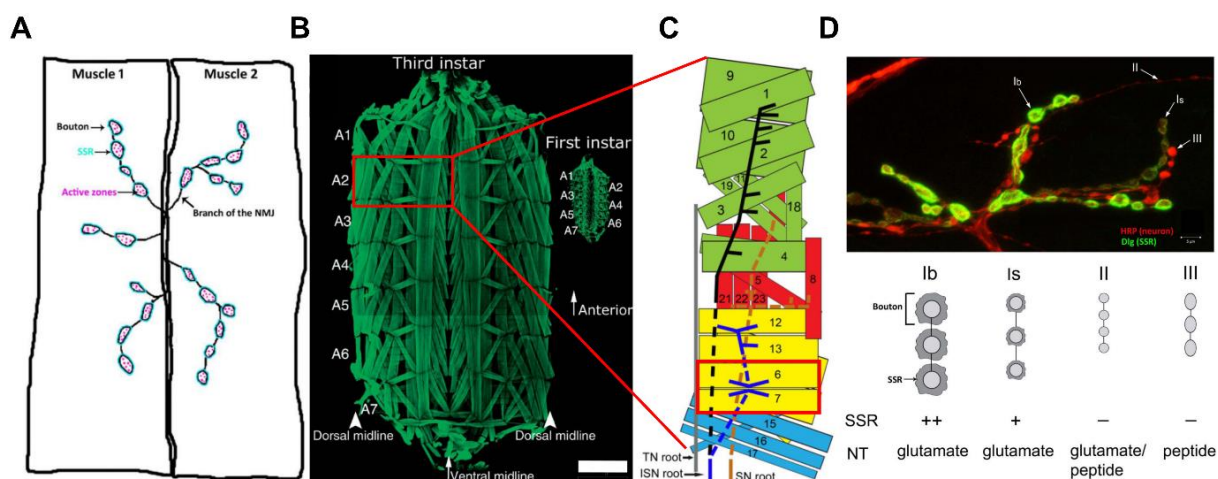 A
Muscle 1
Muscle 2
Bouton
SSR
Active zones
Branch of the NMJ
B
Third instar
First instar
A1
A2
A3
A4
A5
A6
A7
A1
A3
A5
A7
A2
A4
A6
Anterior
Dorsal midline
Dorsal midline
Ventral midline
C
9
1
10
2
19
3
18
4
5
8
21 22 23
12
13
6
7
15
16
17
TN root
ISN root
SN root
D
II
Ib
Is
III
HRP (neuron)
Dlg (SSR)
Ib Is II III
Bouton
SSR
SSR ++ + – –
NT glutamate glutamate glutamate/ peptide
peptide